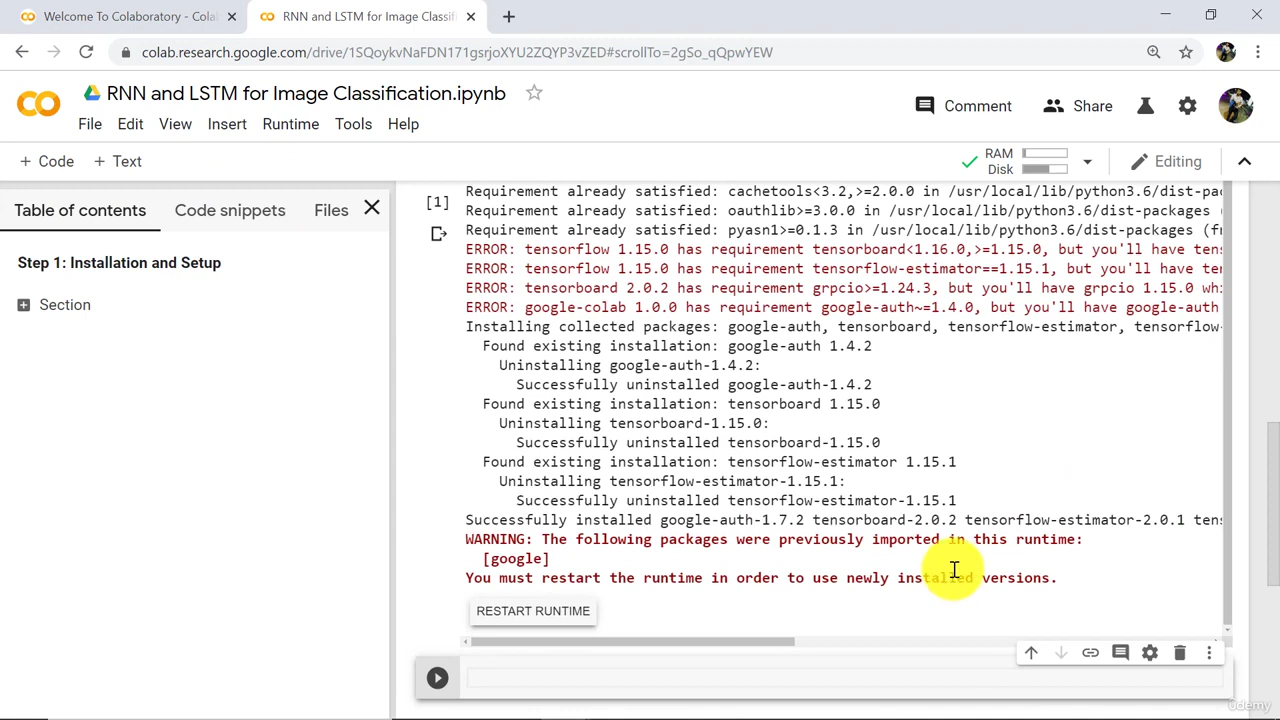 Welcome To Colaboratory - Cola
RNN and LSTM for Image Classifi
colab.research.google.com/drive/1SQoykvNaFDN171gsrjoXYU2ZQYP3vZED#scrollTo=2gSo_qQpwYEW
RNN and LSTM for Image Classification.ipynb
Comment
Share
File Edit View Insert Runtime Tools Help
+ Code + Text
RAM
Disk
Editing
Table of contents Code snippets Files
Step 1: Installation and Setup
Section
[1]
Requirement already satisfied: cachetools<3.2,>=2.0.0 in /usr/local/lib/python3.6/dist-pac
Requirement already satisfied: oauthlib>=3.0.0 in /usr/local/lib/python3.6/dist-packages (
Requirement already satisfied: pyasn1>=0.1.3 in /usr/local/lib/python3.6/dist-packages (fr
ERROR: tensorflow 1.15.0 has requirement tensorboard<1.16.0,>=1.15.0, but you'll have tens
ERROR: tensorflow 1.15.0 has requirement tensorflow-estimator==1.15.1, but you'll have ter
ERROR: tensorboard 2.0.2 has requirement grpcio>=1.24.3, but you'll have grpcio 1.15.0 whi
ERROR: google-colab 1.0.0 has requirement google-auth~=1.4.0, but you'll have google-auth
Installing collected packages: google-auth, tensorboard, tensorflow-estimator, tensorflow-
Found existing installation: google-auth 1.4.2
Uninstalling google-auth-1.4.2:
Successfully uninstalled google-auth-1.4.2
Found existing installation: tensorboard 1.15.0
Uninstalling tensorboard-1.15.0:
Successfully uninstalled tensorboard-1.15.0
Found existing installation: tensorflow-estimator 1.15.1
Uninstalling tensorflow-estimator-1.15.1:
Successfully uninstalled tensorflow-estimator-1.15.1
Successfully installed google-auth-1.7.2 tensorboard-2.0.2 tensorflow-estimator-2.0.1 tens
WARNING: The following packages were previously imported in this runtime:
[google]
You must restart the runtime in order to use newly installed versions.
RESTART RUNTIME
ûdemy